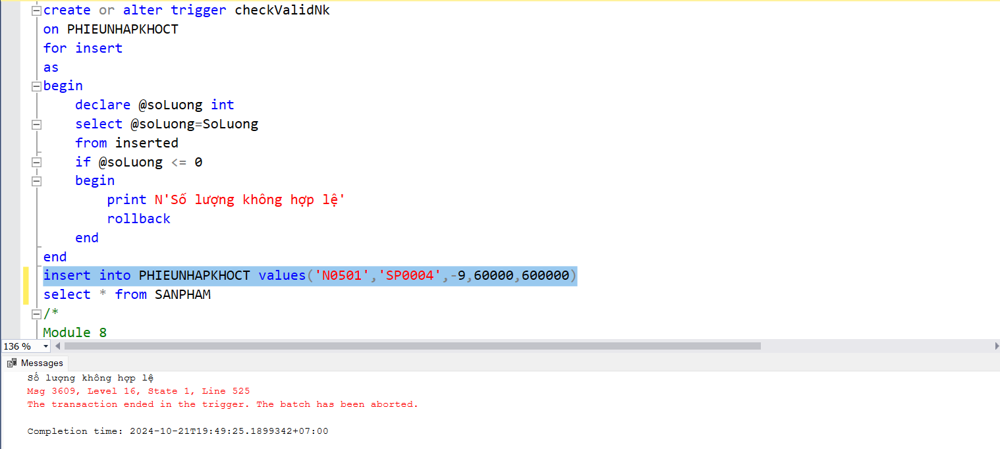 create or alter trigger checkValidNk
on PHIEUNHAPKHOCT
for insert
as
begin
    declare @soLuong int
    select @soLuong=SoLuong
    from inserted
    if @soLuong <= 0
    begin
        print N'Số lượng không hợp lệ'
        rollback
    end
end
insert into PHIEUNHAPKHOCT values('N0501','SP0004',-9,60000,600000)
select * from SANPHAM
/*
Module 8
136 %
Messages
Số lượng không hợp lệ
Msg 3609, Level 16, State 1, Line 525
The transaction ended in the trigger. The batch has been aborted.
Completion time: 2024-10-21T19:49:25.1899342+07:00